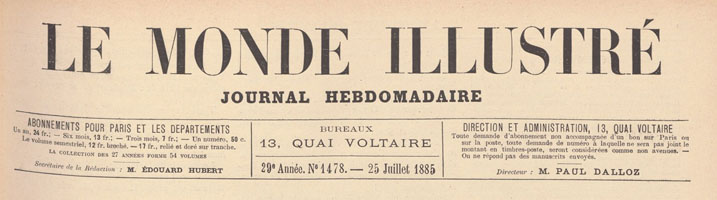 LE MONDE ILLUSTRÉ
JOURNAL HEBDOMADAIRE
ABONNEMENTS POUR PARIS ET LES DEPARTEMENTS
Un an, 24 fr.; — Six mois, 13 fr.; — Trois mois, 7 fr.; — Un numéro, 50 c.
Le volume semestriel, 12 fr. broché. — 17 fr., relié et doré sur tranche.
LA COLLECTION DES 27 ANNÉES FORME 54 VOLUMES
Secrétaire de la Rédaction : M. ÉDOUARD HUBERT
BUREAUX
13, QUAI VOLTAIRE
29e Année. No 1478. — 25 Juillet 1885
DIRECTION ET ADMINISTRATION, 13, QUAI VOLTAIRE
Toute demande d'abonnement non accompagnée d'un bon sur Paris ou
sur la poste, toute demande de numéro à laquelle ne sera pas joint le
montant en timbres-poste, seront considérées comme non avenues. —
On ne répond pas des manuscrits envoyés.
Directeur : M. PAUL DALLOZ